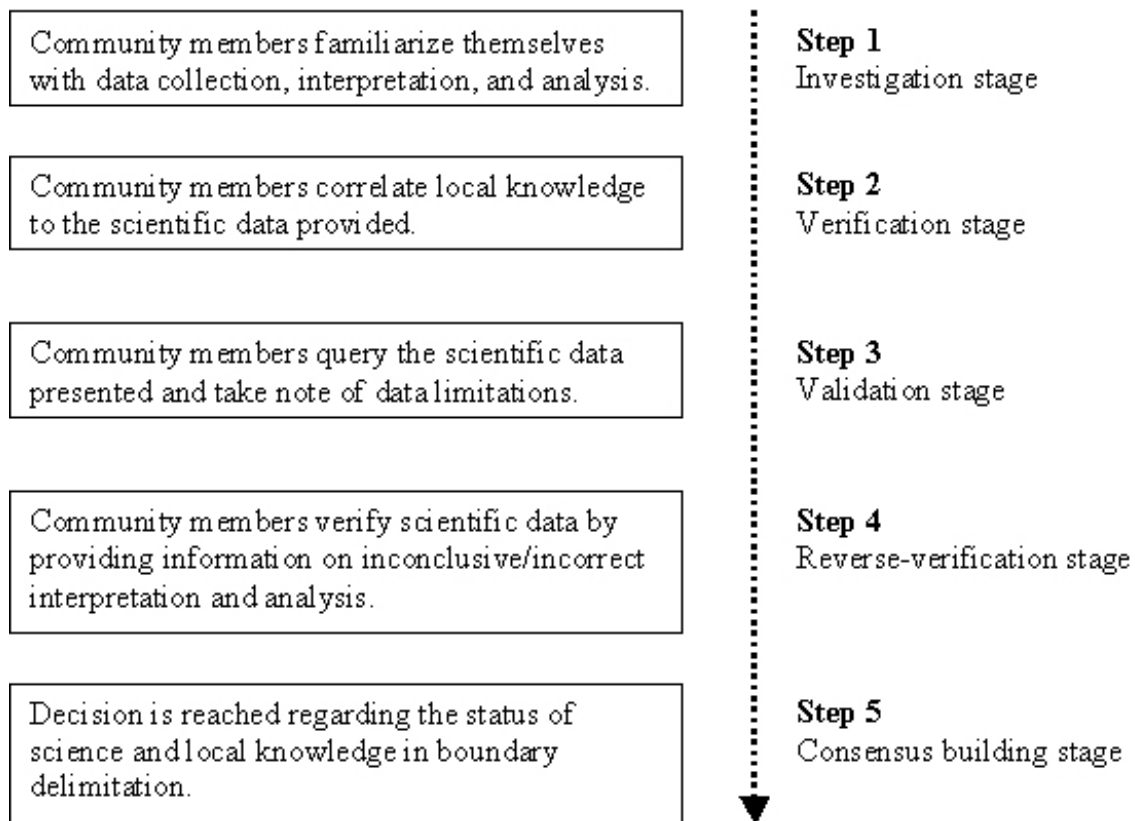 Community members familiarize themselves
with data collection, interpretation, and analysis.
Step 1
Investigation stage
Community members correlate local knowledge
to the scientific data provided.
Step 2
Verification stage
Community members query the scientific data
presented and take note of data limitations.
Step 3
Validation stage
Community members verify scientific data by
providing information on inconclusive/incorrect
interpretation and analysis.
Step 4
Reverse-verification stage
Decision is reached regarding the status of
science and local knowledge in boundary
delimitation.
Step 5
Consensus building stage